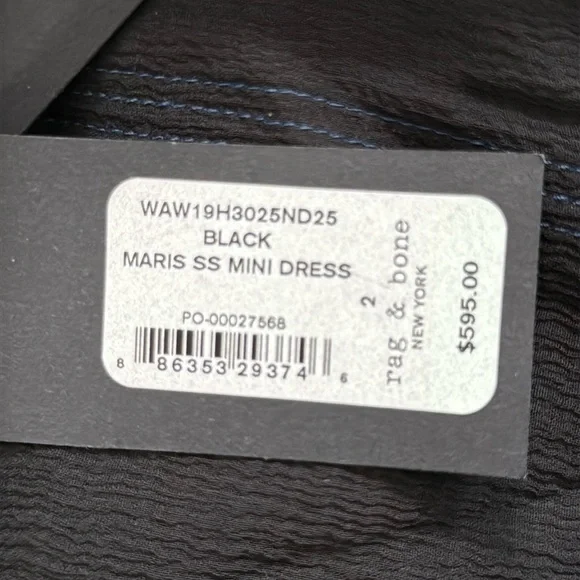 WAW19H3025ND25
BLACK
MARIS SS MINI DRESS
PO-00027568
8 86353 29374 6
2
rag & bone
NEW YORK
$595.00